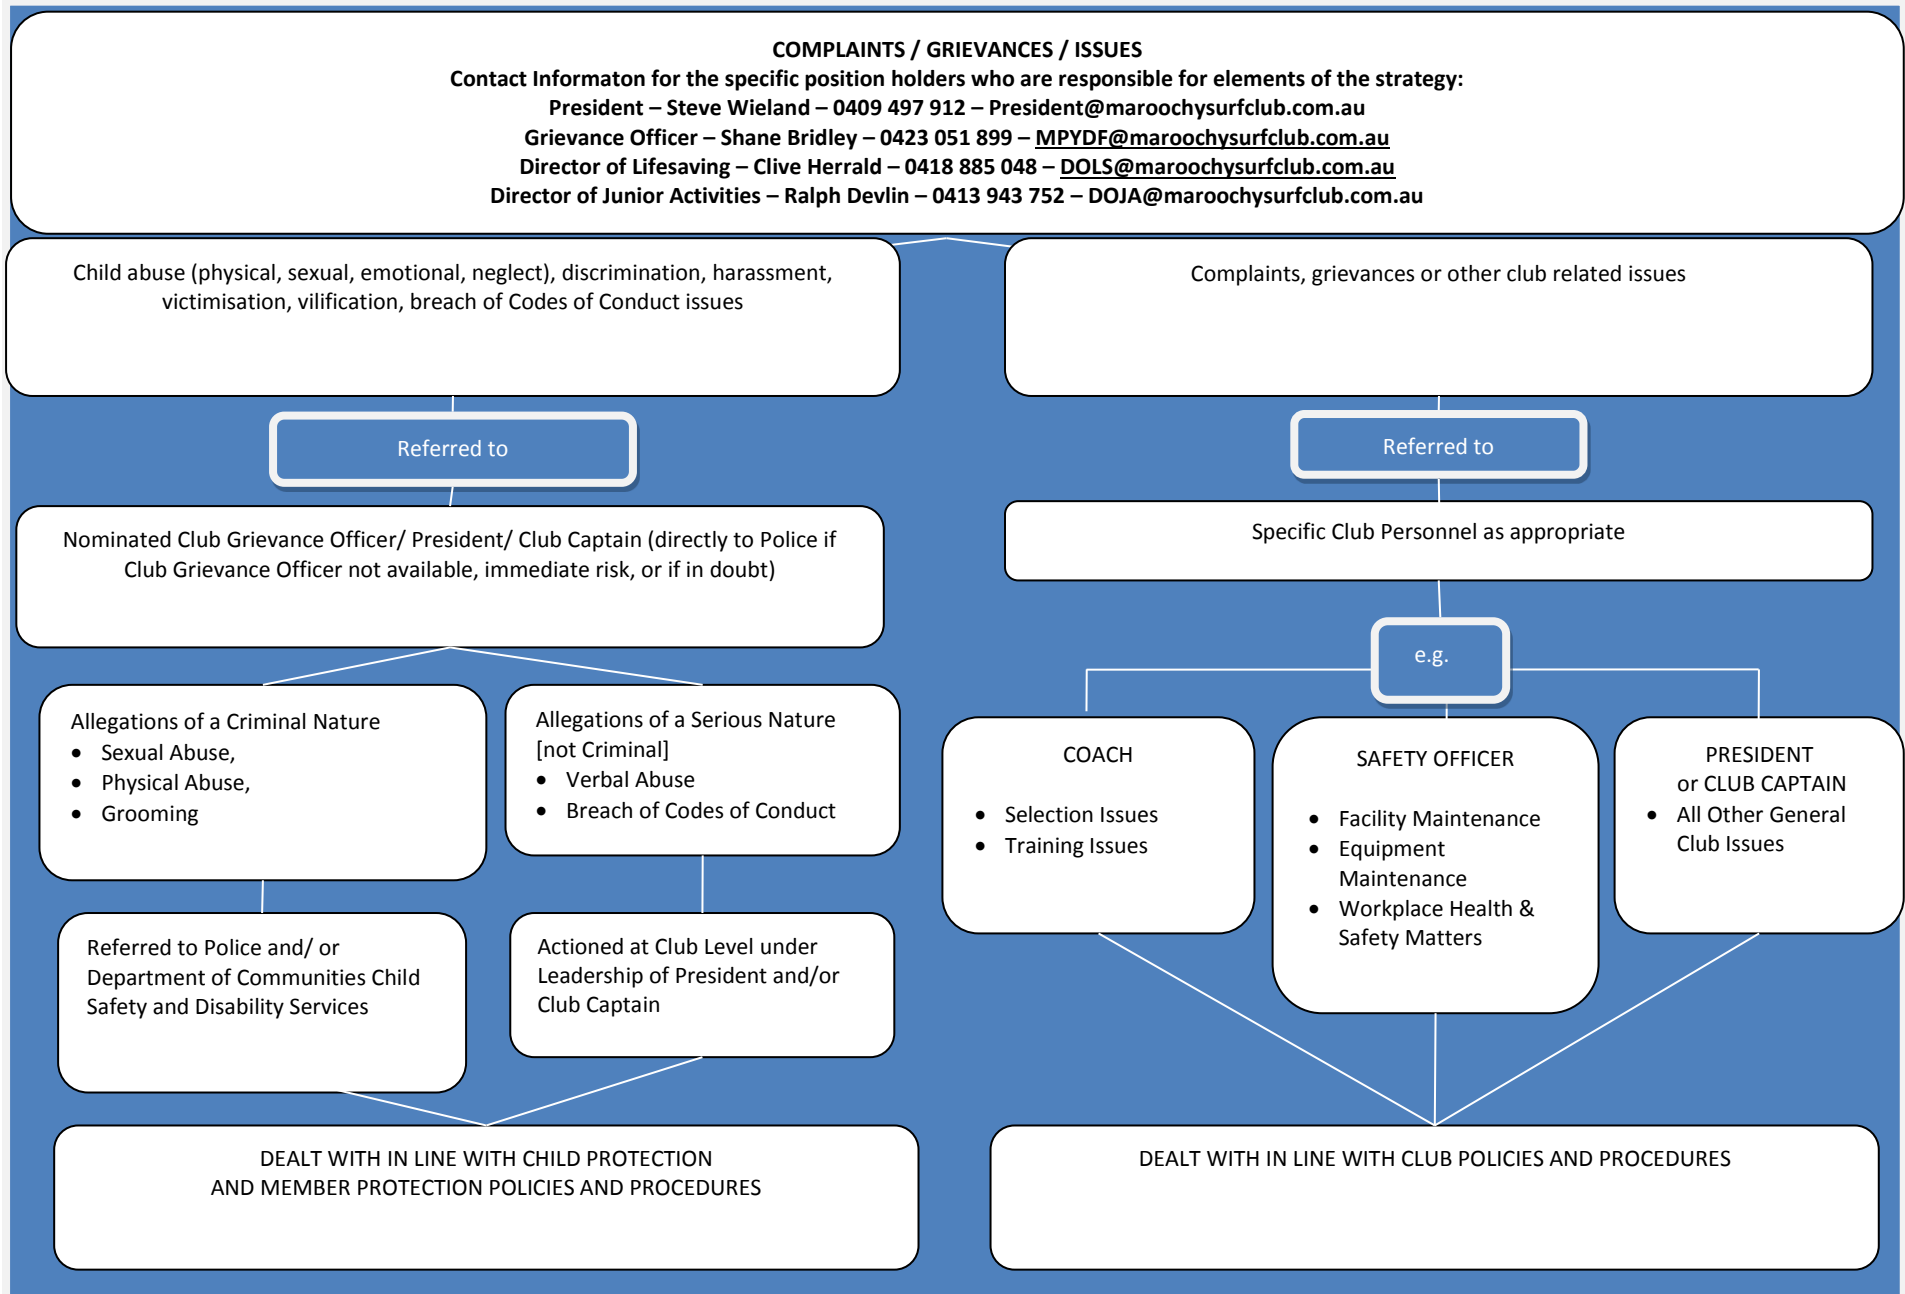 COMPLAINTS / GRIEVANCES / ISSUES
Contact Informaton for the specific position holders who are responsible for elements of the strategy:
President – Steve Wieland – 0409 497 912 – President@maroochysurfclub.com.au
Grievance Officer – Shane Bridley – 0423 051 899 – MPYDF@maroochysurfclub.com.au
Director of Lifesaving – Clive Herrald – 0418 885 048 – DOLS@maroochysurfclub.com.au
Director of Junior Activities – Ralph Devlin – 0413 943 752 – DOJA@maroochysurfclub.com.au
Child abuse (physical, sexual, emotional, neglect), discrimination, harassment,
victimisation, vilification, breach of Codes of Conduct issues
Referred to
Nominated Club Grievance Officer/ President/ Club Captain (directly to Police if
Club Grievance Officer not available, immediate risk, or if in doubt)
Allegations of a Criminal Nature
• Sexual Abuse,
• Physical Abuse,
• Grooming
Allegations of a Serious Nature
[not Criminal]
• Verbal Abuse
• Breach of Codes of Conduct
Referred to Police and/ or
Department of Communities Child
Safety and Disability Services
Actioned at Club Level under
Leadership of President and/or
Club Captain
DEALT WITH IN LINE WITH CHILD PROTECTION
AND MEMBER PROTECTION POLICIES AND PROCEDURES
Complaints, grievances or other club related issues
Referred to
Specific Club Personnel as appropriate
e.g.
COACH
• Selection Issues
• Training Issues
SAFETY OFFICER
• Facility Maintenance
• Equipment
Maintenance
• Workplace Health &
Safety Matters
PRESIDENT
or CLUB CAPTAIN
• All Other General
Club Issues
DEALT WITH IN LINE WITH CLUB POLICIES AND PROCEDURES